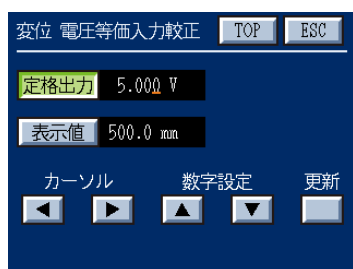 変位 電圧等価入力較正 TOP ESC
定格出力 5.000 V
表示値 500.0 mm
カーソル 数字設定 更新
◀ ▶ ▲ ▼